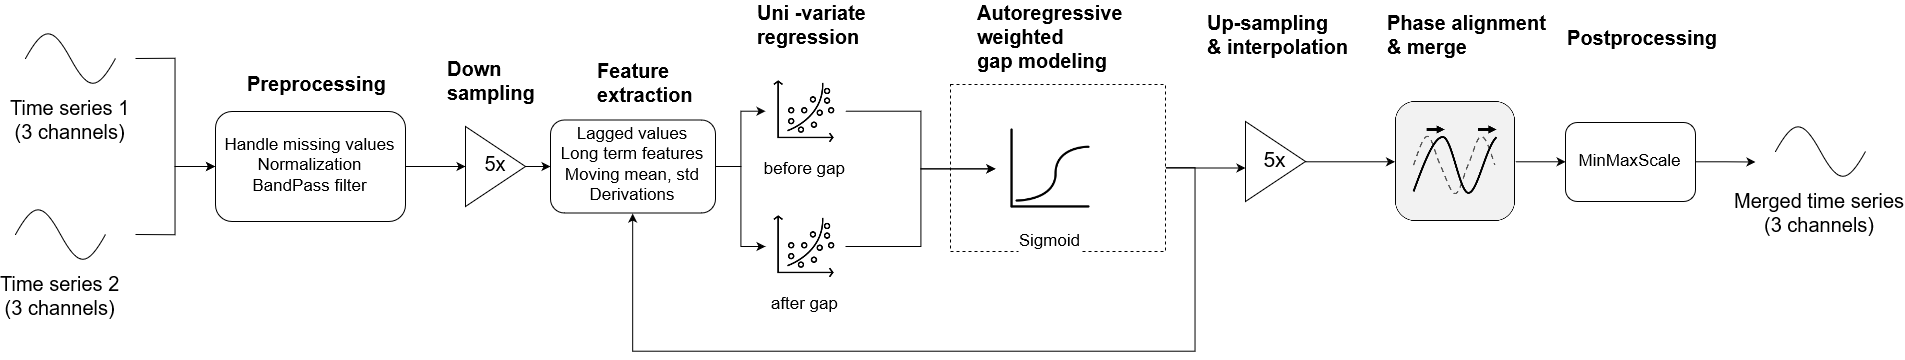 Time series 1
(3 channels)
Time series 2
(3 channels)
Preprocessing
Handle missing values
Normalization
BandPass filter
Down
sampling
5x
Feature
extraction
Lagged values
Long term features
Moving mean, std
Derivations
Uni -variate
regression
before gap
after gap
Autoregressive
weighted
gap modeling
Sigmoid
Up-sampling
& interpolation
5x
Phase alignment
& merge
Postprocessing
MinMaxScale
Merged time series
(3 channels)